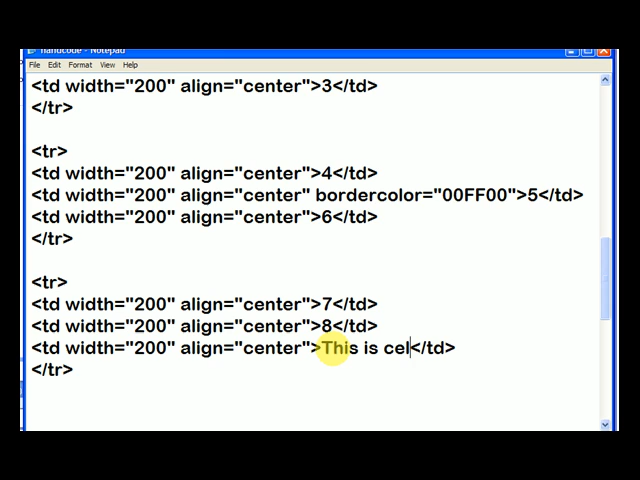 handcode - Notepad
File Edit Format View Help
<td width="200" align="center">3</td>
</tr>
<tr>
<td width="200" align="center">4</td>
<td width="200" align="center" bordercolor="00FF00">5</td>
<td width="200" align="center">6</td>
</tr>
<tr>
<td width="200" align="center">7</td>
<td width="200" align="center">8</td>
<td width="200" align="center">This is cel</td>
</tr>